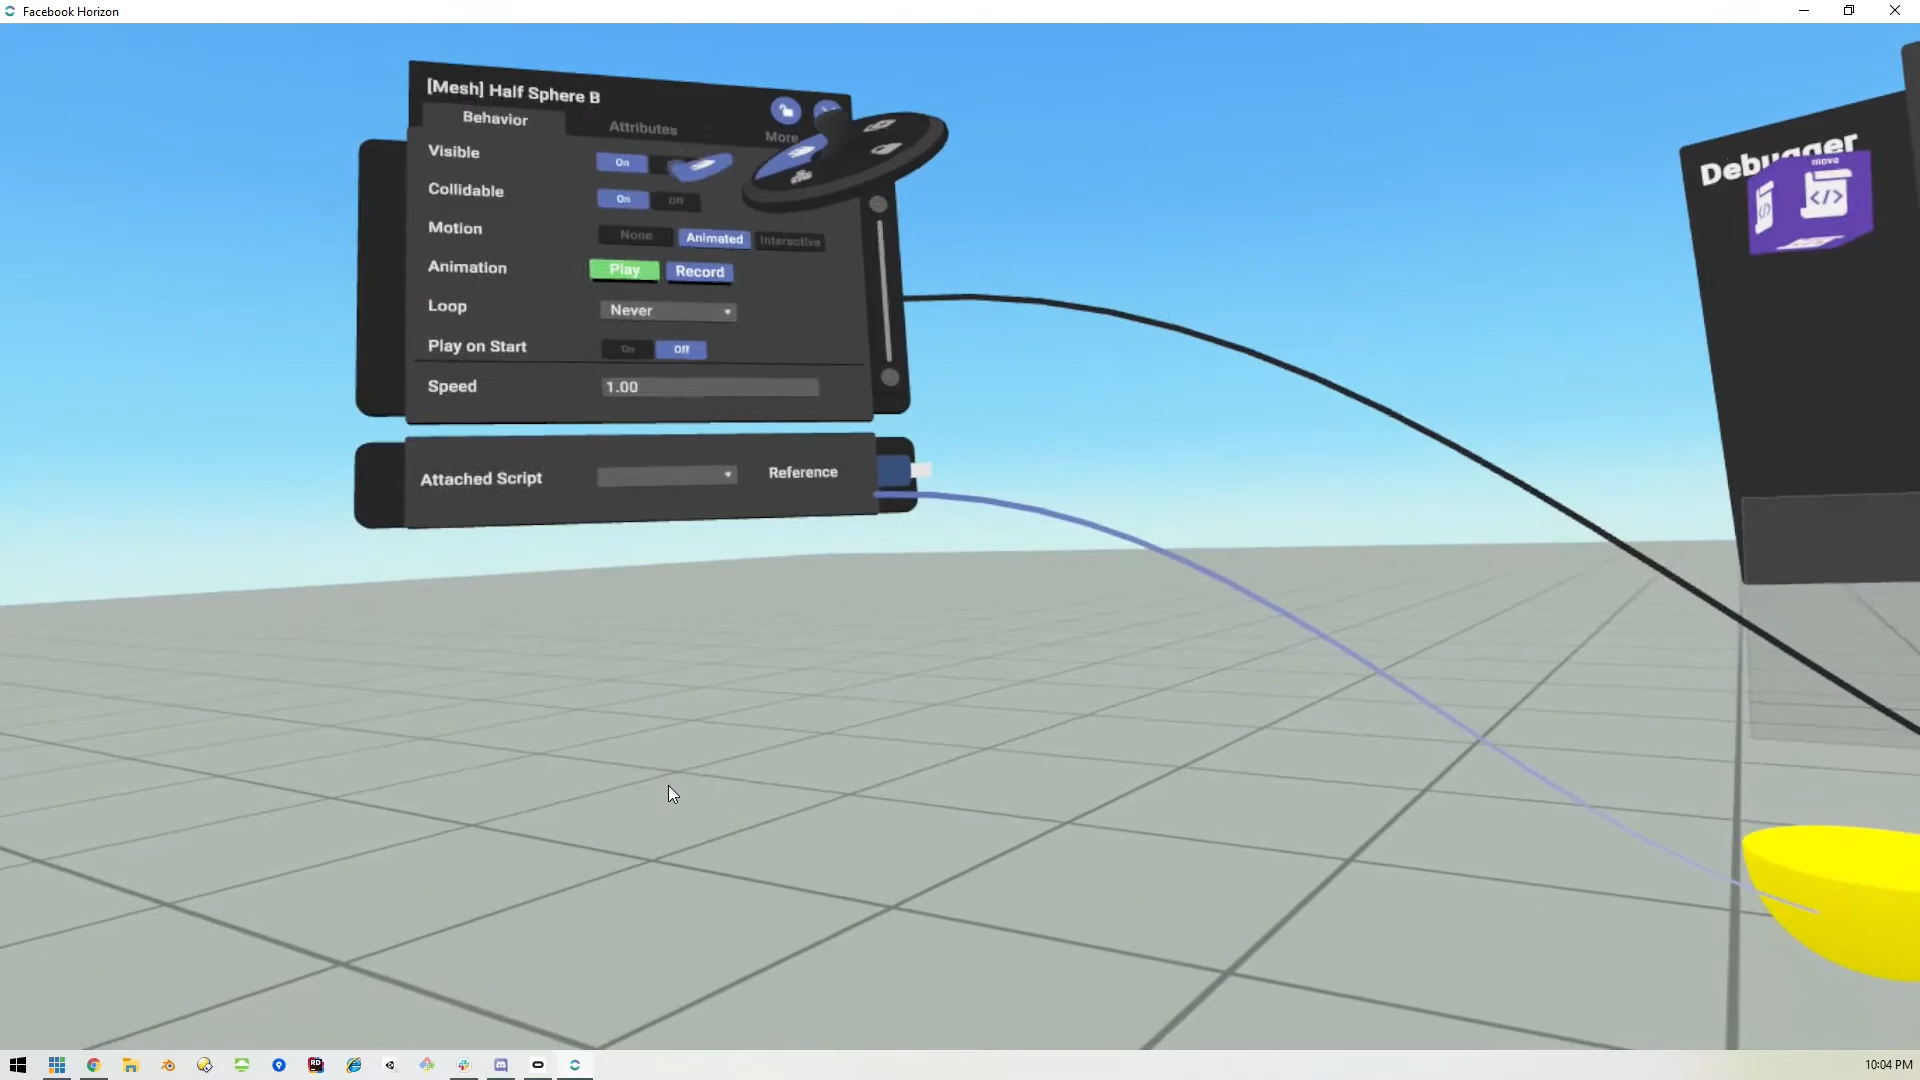 Facebook Horizon
[Mesh] Half Sphere B
Behavior
Attributes
More
Visible
On
Collidable
On Off
Motion
None Animated Interactive
Animation
Play Record
Loop
Never
Play on Start
On Off
Speed
1.00
Attached Script
Reference
Debugger
move
</>
10:04 PM